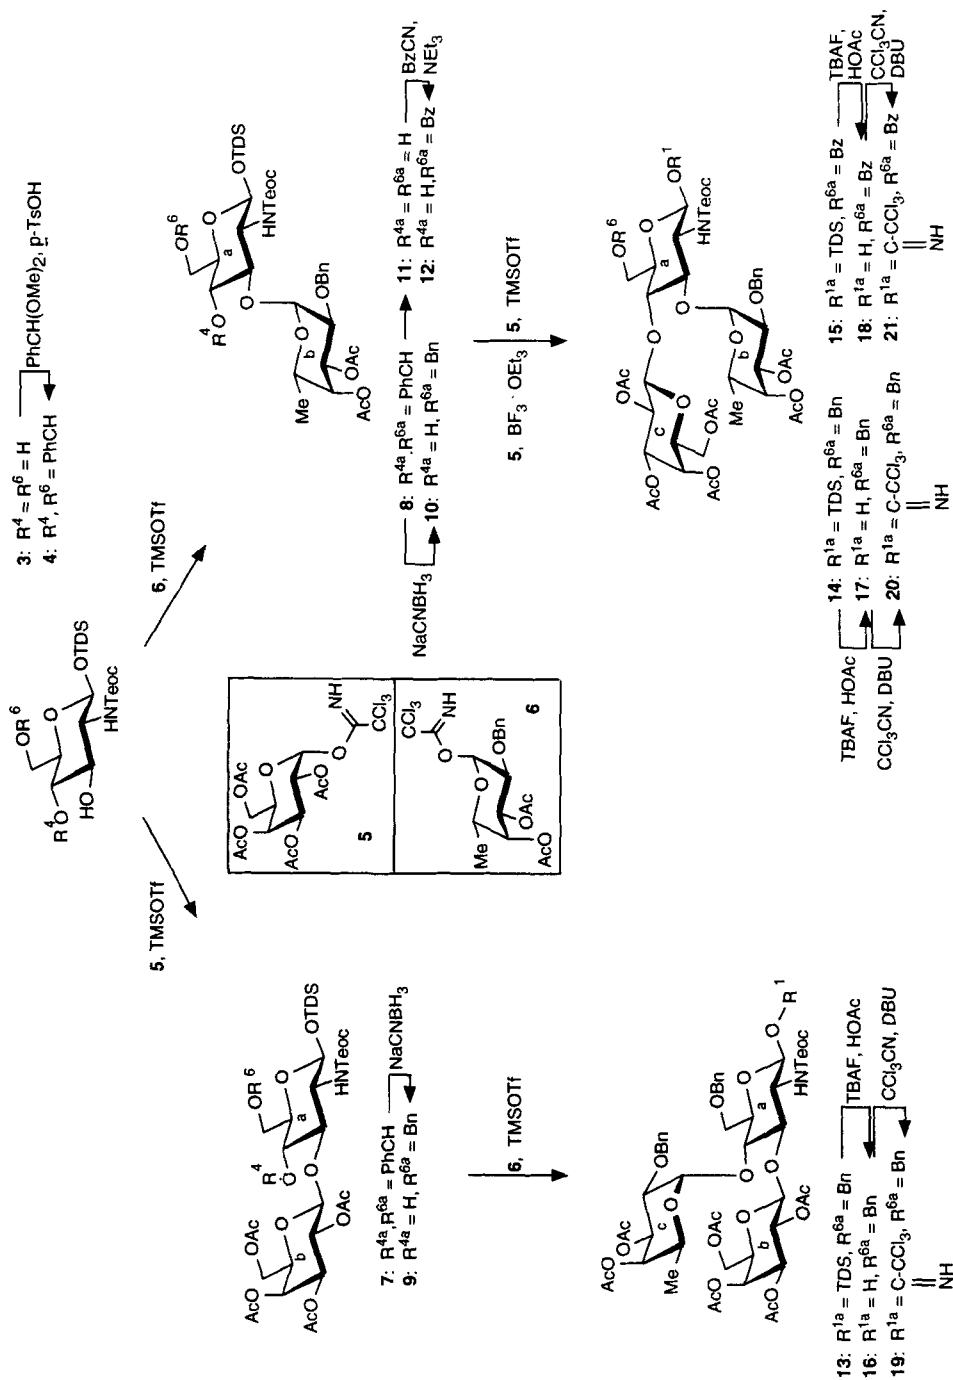 OR⁶
R⁴O
HO
O
OTDS
HNTeoc
3: R⁴ = R⁶ = H
4: R⁴, R⁶ = PhCH
PhCH(OMe)₂, p-TsOH
5, TMSOTf
6, TMSOTf
AcO
OAc
O
AcO
OAc
b
R⁴
O
O
OR⁶
O
a
HNTeoc
OTDS
7: R⁴ᵃ,R⁶ᵃ = PhCH
9: R⁴ᵃ = H, R⁶ᵃ = Bn
NaCNBH₃
AcO
OAc
O
AcO
AcO
O
NH
CCl₃
5
CCl₃
NH
O
OBn
O
Me
OAc
AcO
6
R⁴
O
OR⁶
O
a
O
HNTeoc
OTDS
OBn
O
b
Me
OAc
AcO
NaCNBH₃
8: R⁴ᵃ,R⁶ᵃ = PhCH
10: R⁴ᵃ = H, R⁶ᵃ = Bn
11: R⁴ᵃ = R⁶ᵃ = H
12: R⁴ᵃ = H,R⁶ᵃ = Bz
BzCN,
NEt₃
6, TMSOTf
5, BF₃ · OEt₃
5, TMSOTf
AcO
OAc
OBn
O
c
Me
O
AcO
OAc
O
AcO
OAc
b
O
OBn
O
a
HNTeoc
O
R¹
13: R¹ᵃ = TDS, R⁶ᵃ = Bn
16: R¹ᵃ = H, R⁶ᵃ = Bn
19: R¹ᵃ = C-CCl₃, R⁶ᵃ = Bn
NH
TBAF, HOAc
CCl₃CN, DBU
OAc
AcO
O
c
AcO
OAc
O
OR⁶
O
a
O
HNTeoc
OR¹
OBn
O
b
Me
OAc
AcO
TBAF, HOAc
CCl₃CN, DBU
14: R¹ᵃ = TDS, R⁶ᵃ = Bn
17: R¹ᵃ = H, R⁶ᵃ = Bn
20: R¹ᵃ = C-CCl₃, R⁶ᵃ = Bn
NH
15: R¹ᵃ = TDS, R⁶ᵃ = Bz
18: R¹ᵃ = H, R⁶ᵃ = Bz
21: R¹ᵃ = C-CCl₃, R⁶ᵃ = Bz
NH
TBAF,
HOAc
CCl₃CN,
DBU